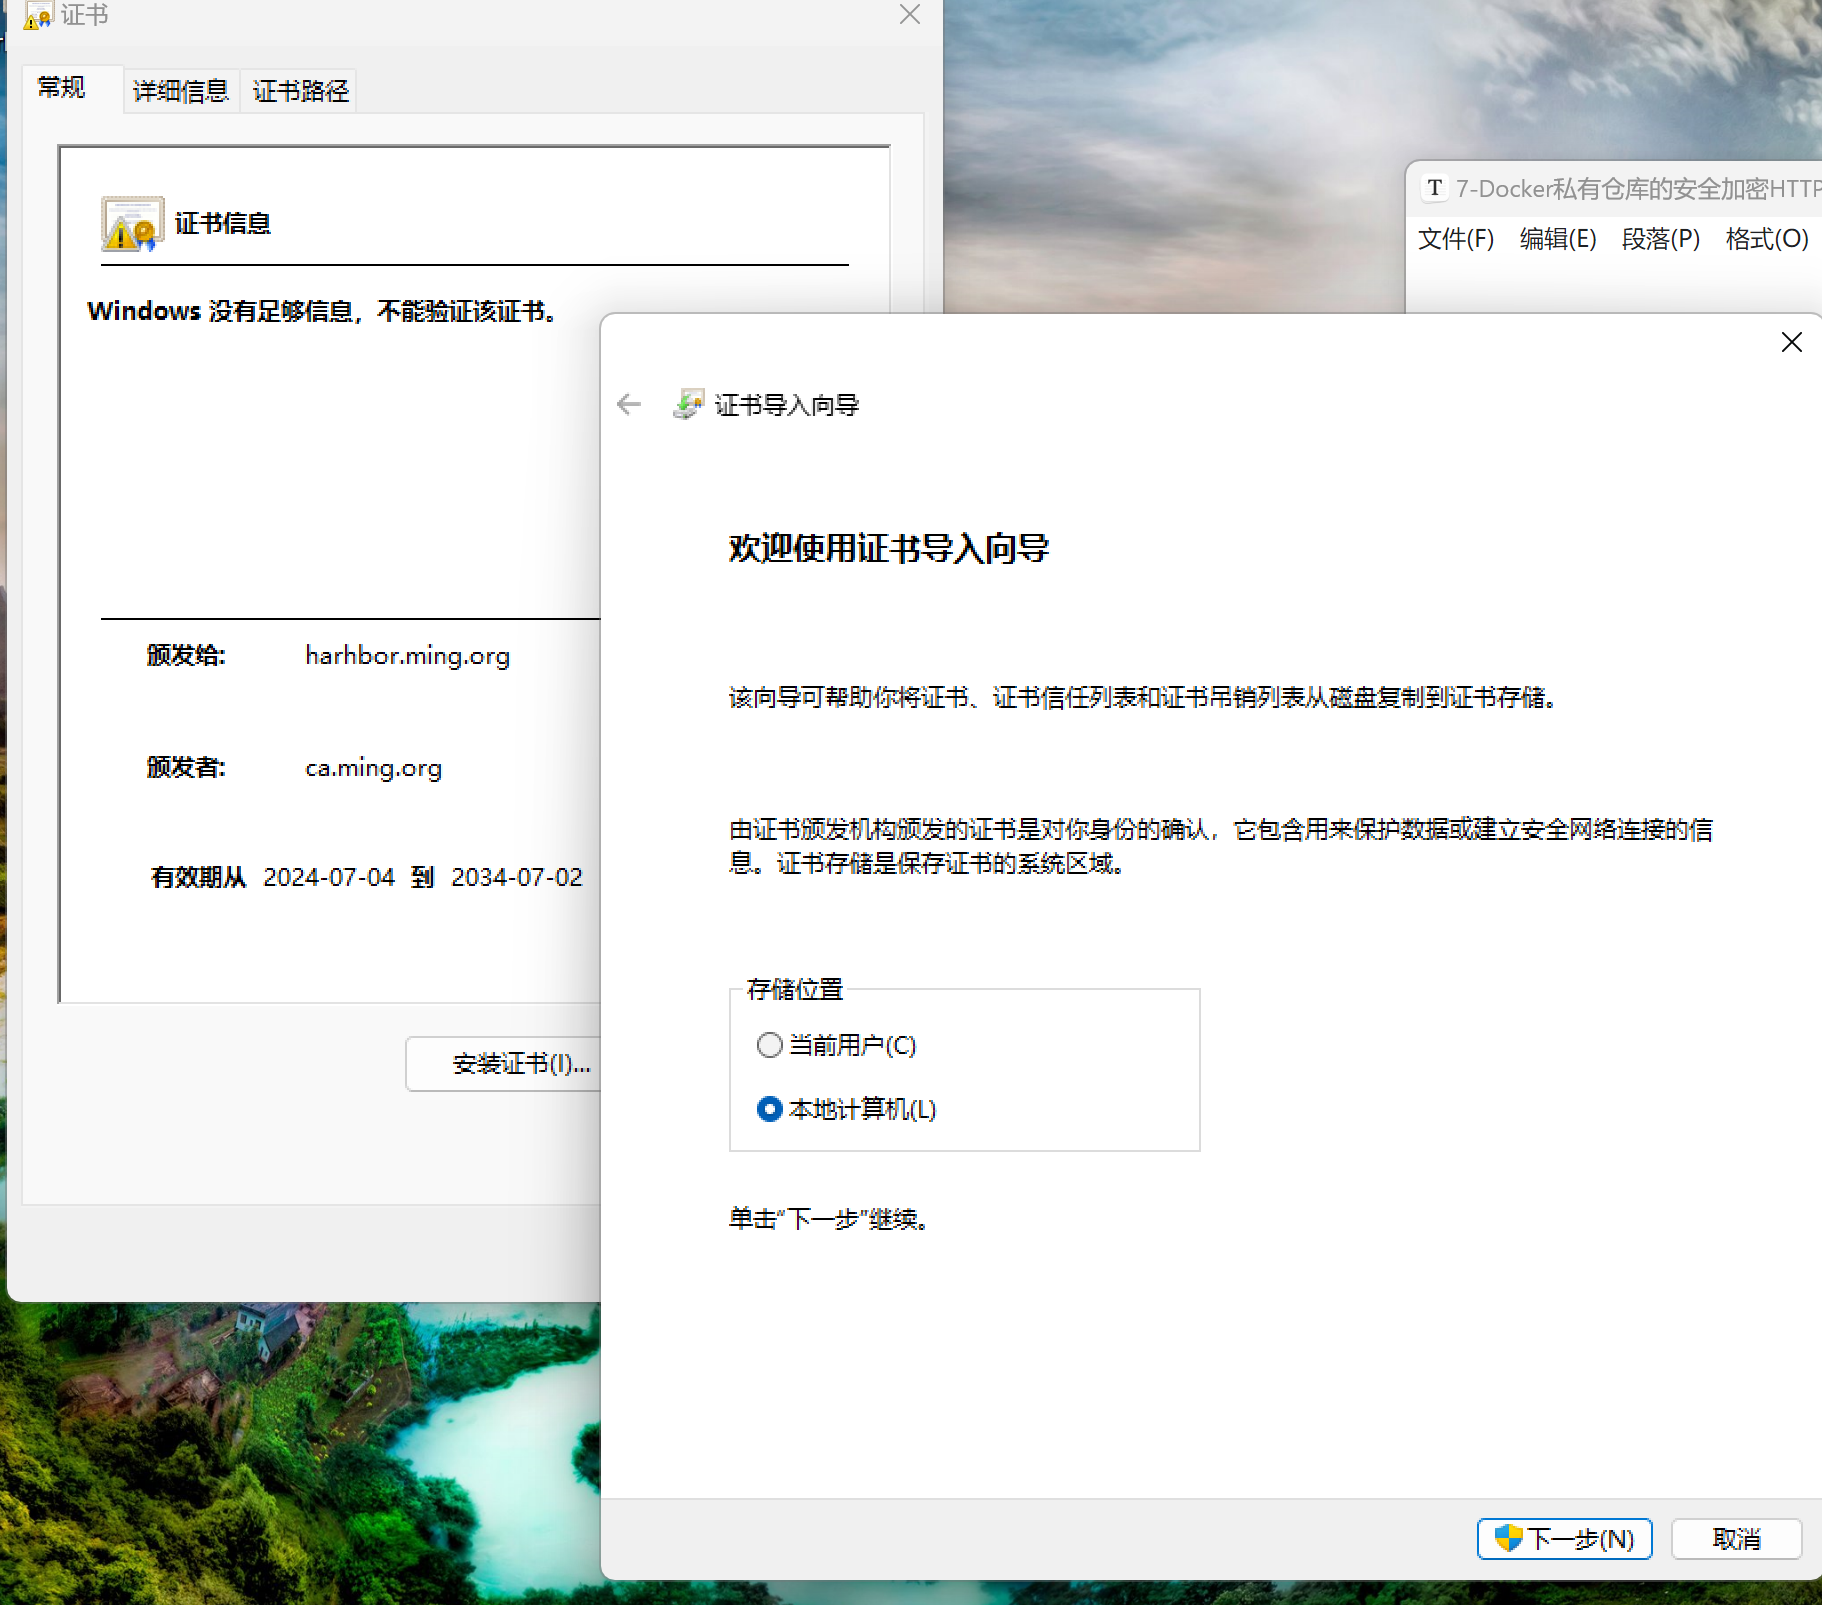 证书
常规
详细信息
证书路径
证书信息
Windows 没有足够信息，不能验证该证书。
颁发给: harhbor.ming.org
颁发者: ca.ming.org
有效期从 2024-07-04 到 2034-07-02
安装证书(I)...
T 7-Docker私有仓库的安全加密HTTP
文件(F) 编辑(E) 段落(P) 格式(O)
证书导入向导
欢迎使用证书导入向导
该向导可帮助你将证书、证书信任列表和证书吊销列表从磁盘复制到证书存储。
由证书颁发机构颁发的证书是对你身份的确认，它包含用来保护数据或建立安全网络连接的信
息。证书存储是保存证书的系统区域。
存储位置
当前用户(C)
本地计算机(L)
单击“下一步”继续。
下一步(N)
取消